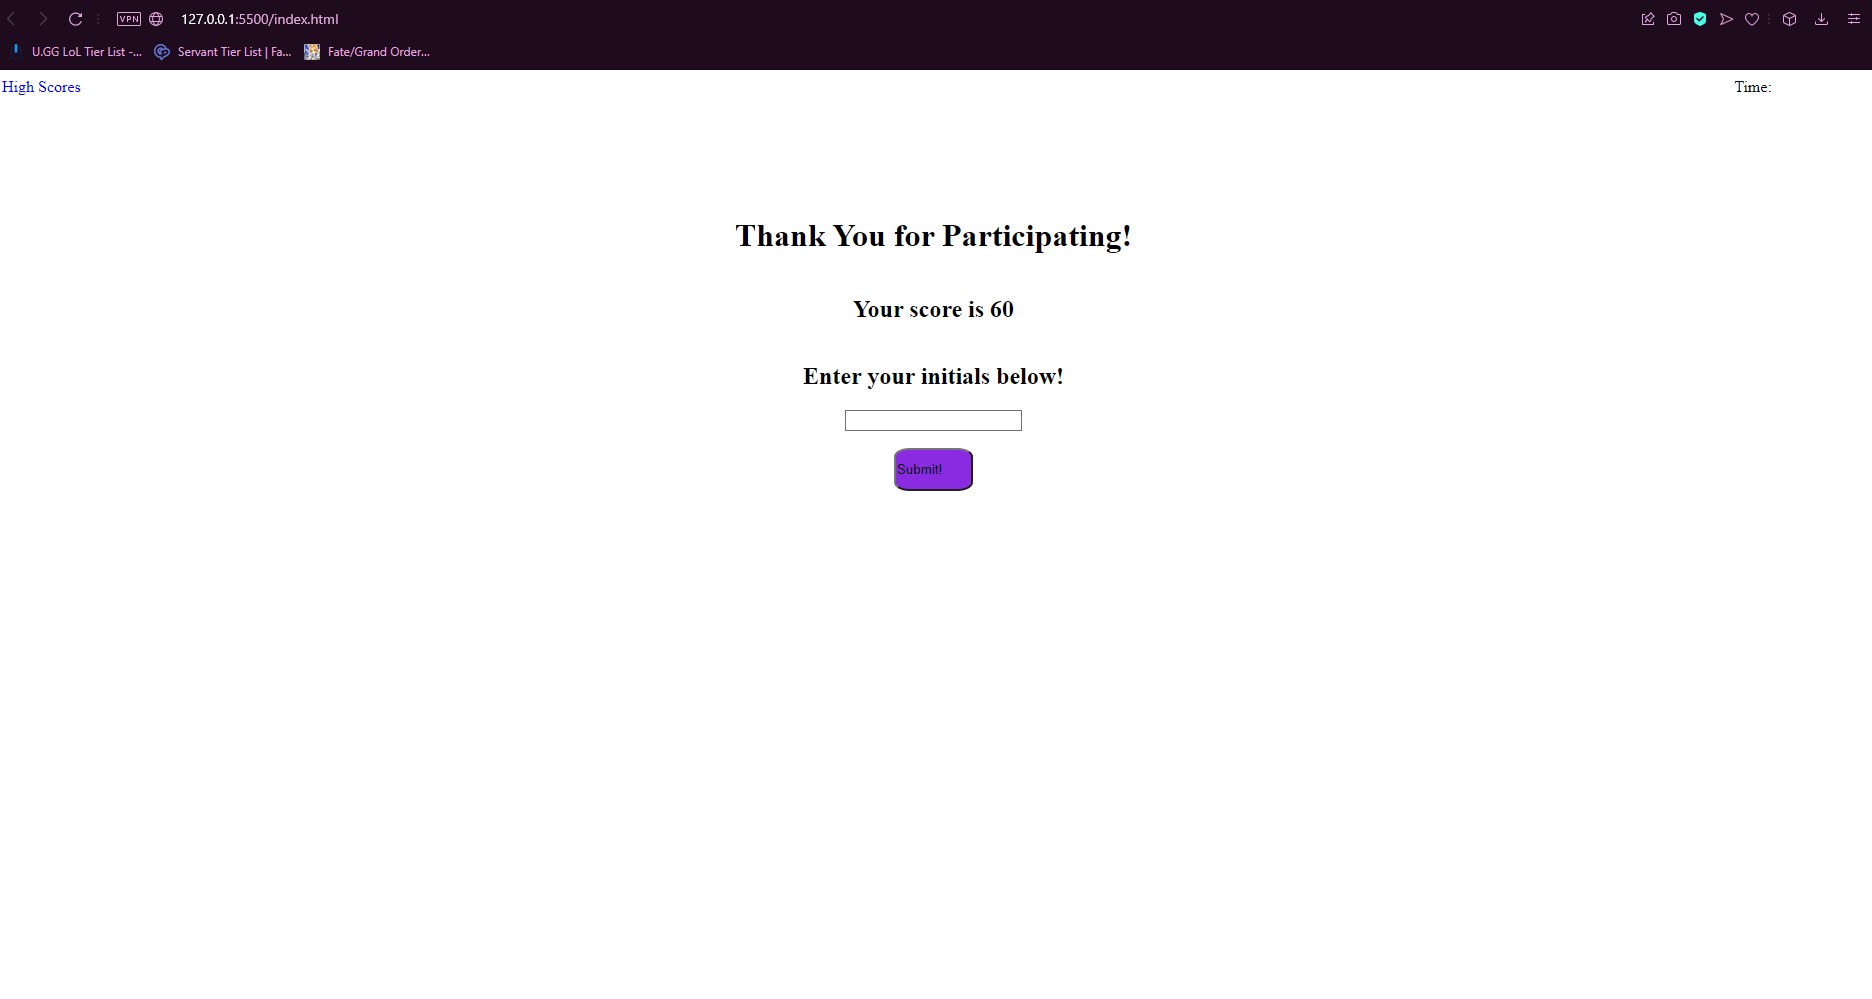 VPN 127.0.0.1:5500/index.html
U.GG LoL Tier List -... Servant Tier List | Fa... Fate/Grand Order...
High Scores Time:
Thank You for Participating!
Your score is 60
Enter your initials below!
Submit!